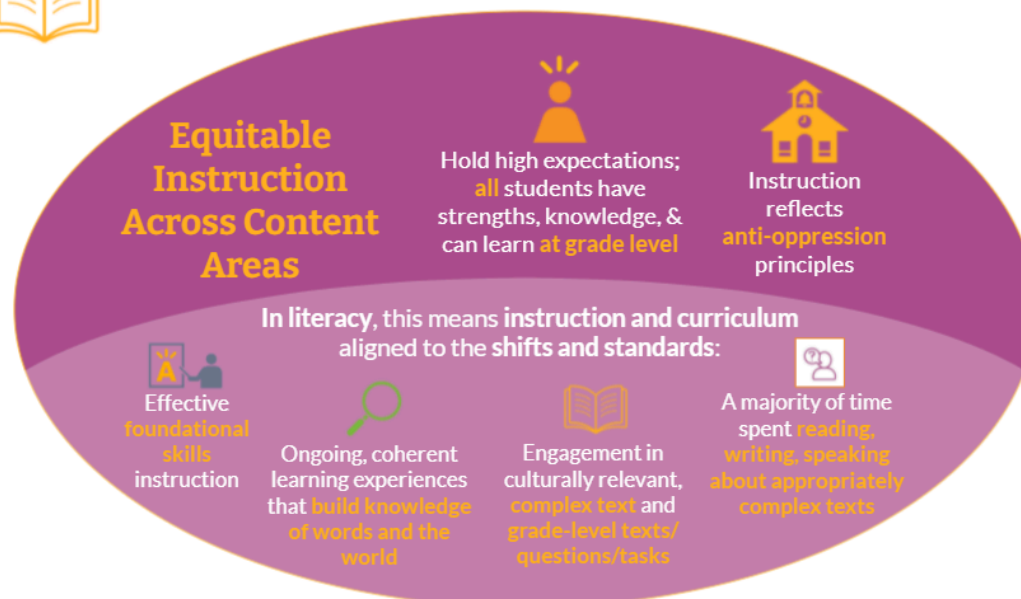 Equitable
Instruction
Across Content
Areas
Hold high expectations;
all students have
strengths, knowledge, &
can learn at grade level
Instruction
reflects
anti-oppression
principles
In literacy, this means instruction and curriculum
aligned to the shifts and standards:
A
Effective
foundational
skills
instruction
Ongoing, coherent
learning experiences
that build knowledge
of words and the
world
Engagement in
culturally relevant,
complex text and
grade-level texts/
questions/tasks
?
A majority of time
spent reading,
writing, speaking
about appropriately
complex texts